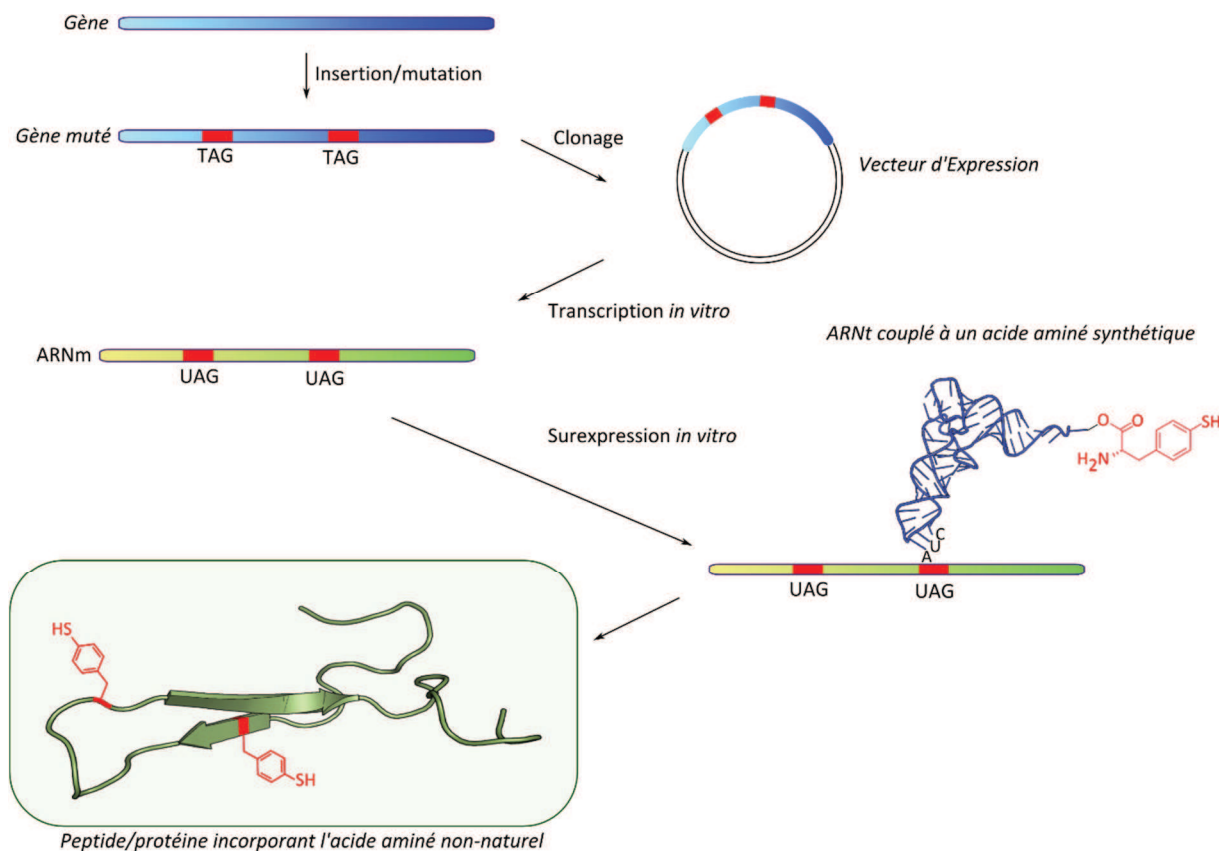 Gène
Insertion/mutation
Gène muté
TAG
TAG
Clonage
Vecteur d'Expression
Transcription in vitro
ARNt couplé à un acide aminé synthétique
ARNm
UAG
UAG
Surexpression in vitro
O
O
SH
H₂N
C
U
A
UAG
UAG
HS
SH
Peptide/protéine incorporant l'acide aminé non-naturel